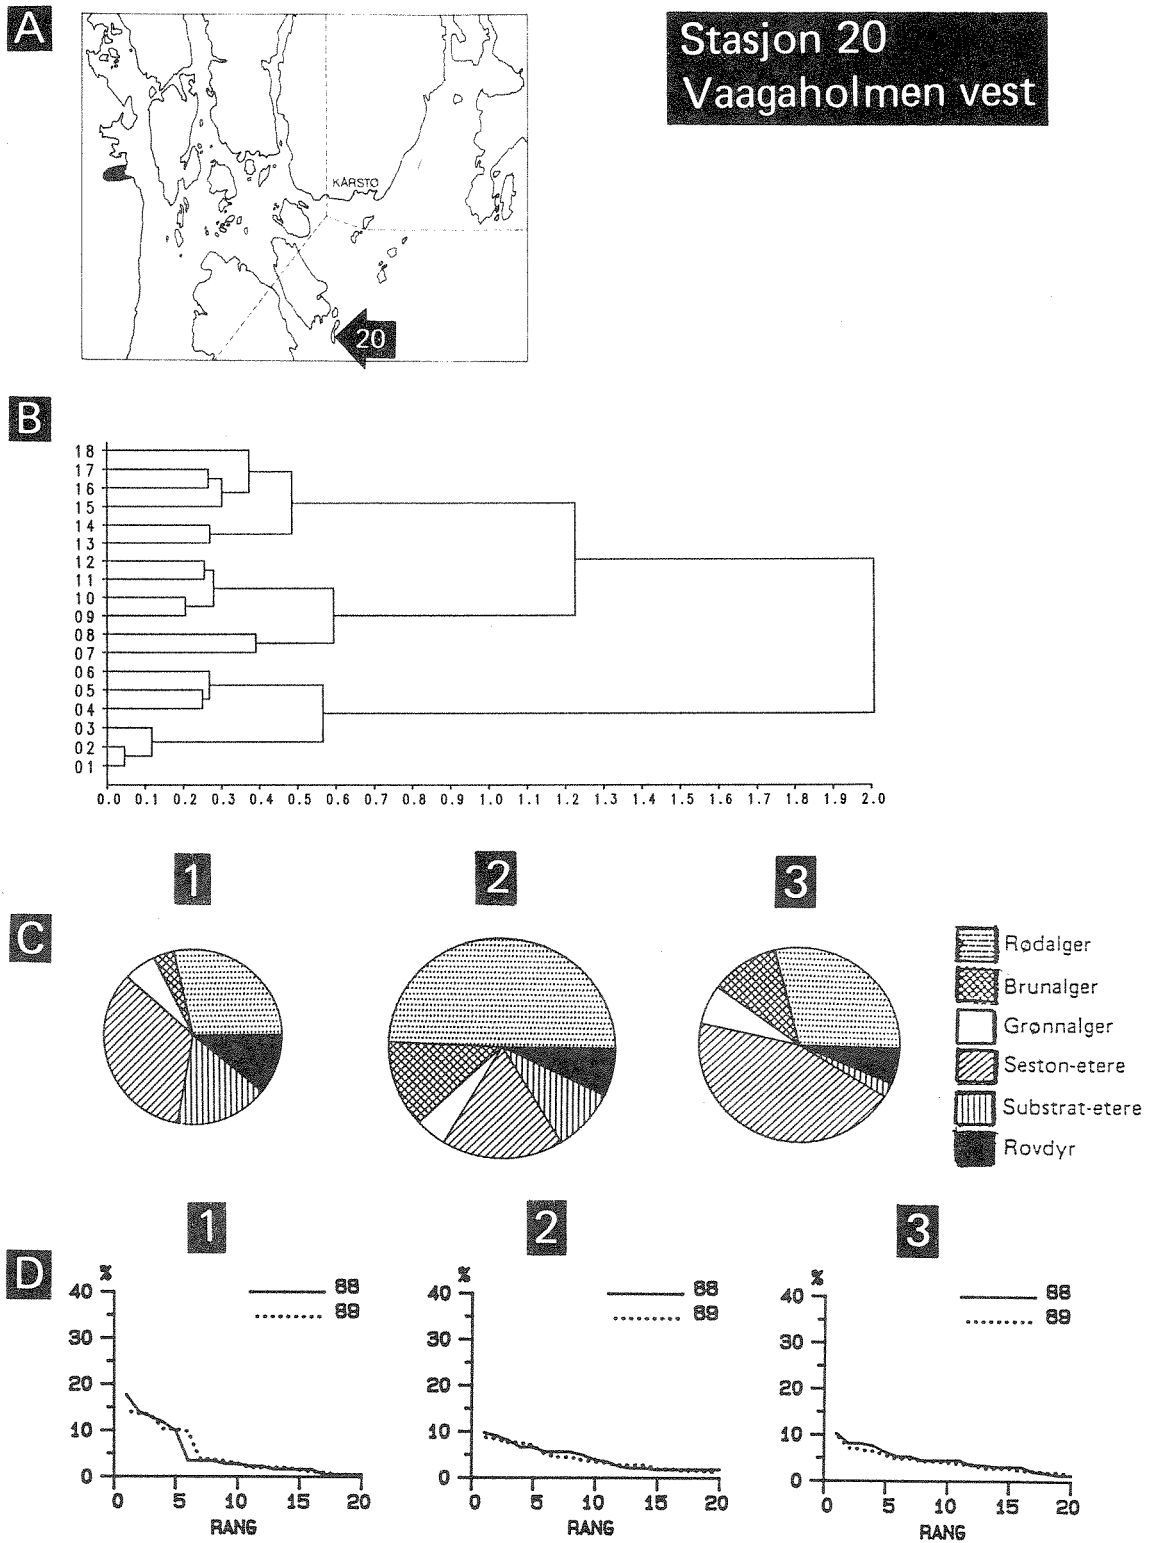 A
Stasjon 20
Vaagaholmen vest
KÅRSTØ
20
B
18
17
16
15
14
13
12
11
10
09
08
07
06
05
04
03
02
01
0.0 0.1 0.2 0.3 0.4 0.5 0.6 0.7 0.8 0.9 1.0 1.1 1.2 1.3 1.4 1.5 1.6 1.7 1.8 1.9 2.0
1 2 3
C
Rødalger
Brunalger
Grønnalger
Seston-etere
Substrat-etere
Rovdyr
1 2 3
D
%
40
30
20
10
0
88
89
0 5 10 15 20
RANG
%
40
30
20
10
0
88
89
0 5 10 15 20
RANG
%
40
30
20
10
0
88
89
0 5 10 15 20
RANG